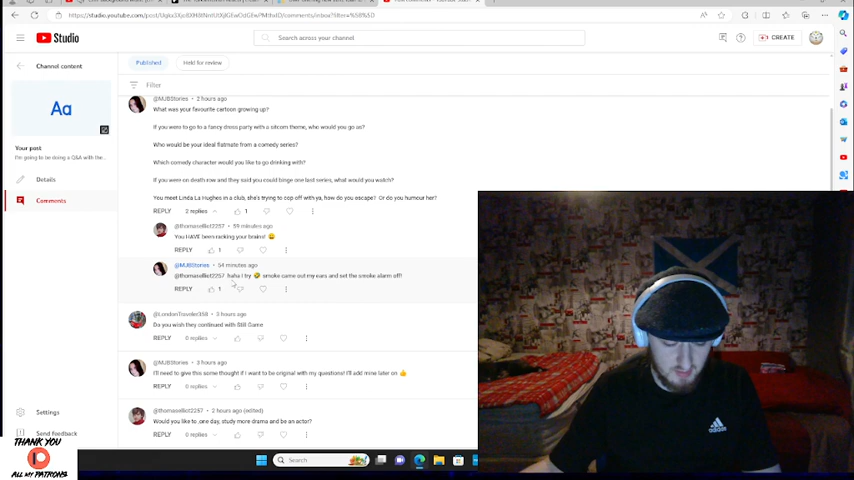 Studio
Search across your channel
CREATE
Channel content
Published
Held for review
Filter
Aa
@MJBStories • 2 hours ago
What was your favourite cartoon growing up?
If you were to go to a fancy dress party with a sitcom theme, who would you go as?
Who would be your ideal flatmate from a comedy series?
Which comedy character would you like to go drinking with?
If you were on death row and they said you could binge one last series, what would you watch?
You meet Linda La Hughes in a club, she's trying to cop off with ya, how do you escape? Or do you humour her?
REPLY 2 replies 1
Your post
I'm going to be doing a Q&A with the...
Details
Comments
@thomaselliot2257 • 59 minutes ago
You HAVE been racking your brains! 😄
REPLY 1
@MJBStories • 54 minutes ago
@thomaselliot2257 haha I try 🤣 smoke came out my ears and set the smoke alarm off!
REPLY 1
@LondonTraveler358 • 3 hours ago
Do you wish they continued with Still Game
REPLY 0 replies
@MJBStories • 3 hours ago
I'll need to give this some thought if I want to be original with my questions! I'll add mine later on 👍
REPLY 0 replies
@thomaselliot2257 • 2 hours ago (edited)
Would you like to ,one day, study more drama and be an actor?
REPLY 0 replies
Settings
Send feedback
THANK YOU
ALL MY PATRONS
Search
adidas